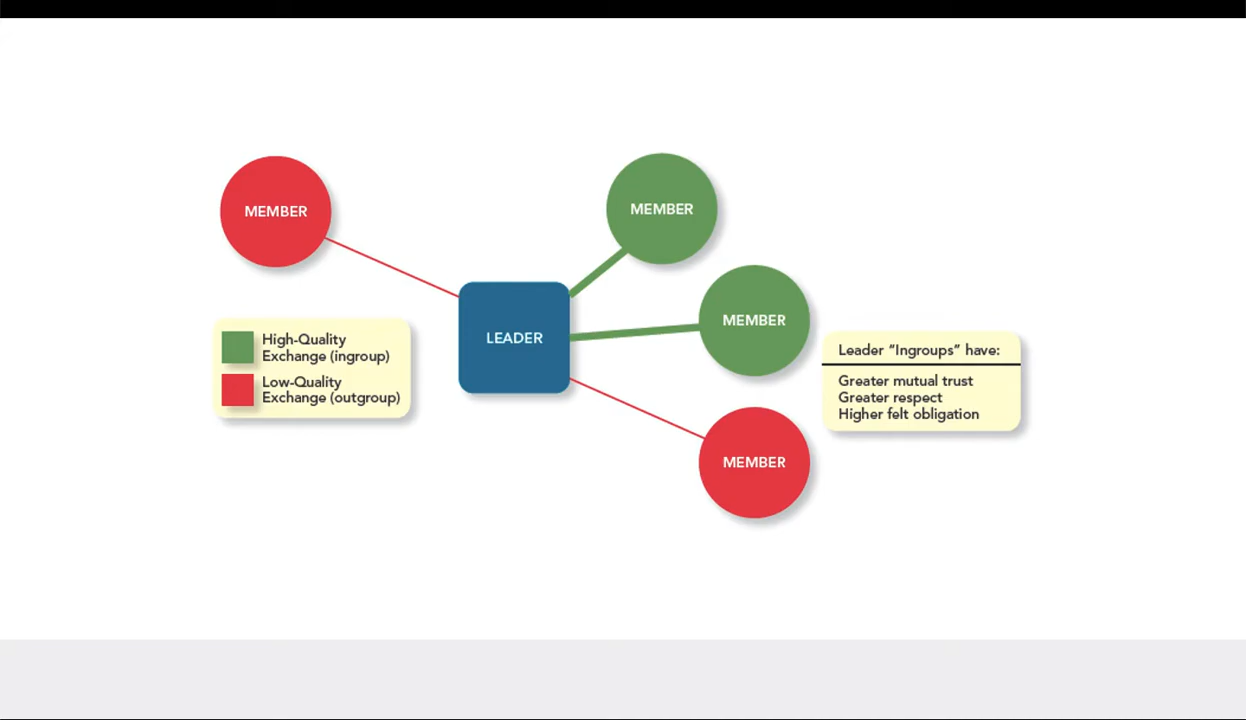 MEMBER
MEMBER
MEMBER
LEADER
High-Quality
Exchange (ingroup)
Low-Quality
Exchange (outgroup)
Leader “Ingroups” have:
Greater mutual trust
Greater respect
Higher felt obligation
MEMBER